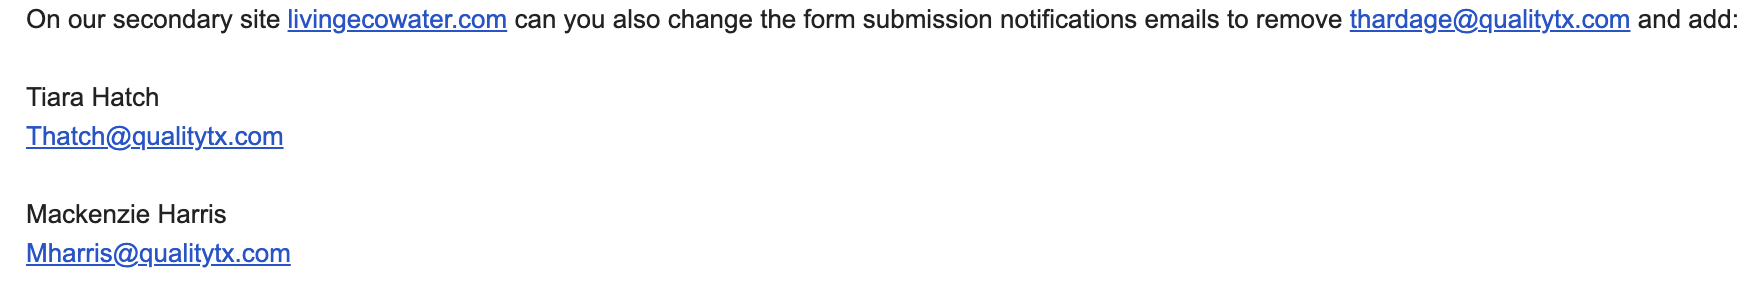 On our secondary site livingecowater.com can you also change the form submission notifications emails to remove thardage@qualitytx.com and add:
Tiara Hatch
Thatch@qualitytx.com
Mackenzie Harris
Mharris@qualitytx.com